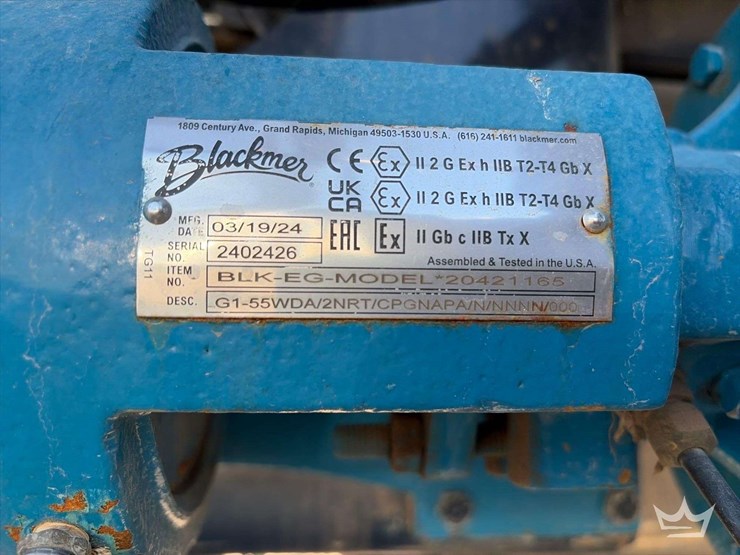 1809 Century Ave., Grand Rapids, Michigan 49503-1530 U.S.A. (616) 241-1611 blackmer.com
Blackmer CE Ex II 2 G Ex h IIB T2-T4 Gb X
UK CA Ex II 2 G Ex h IIB T2-T4 Gb X
MFG. DATE 03/19/24 EAC Ex II Gb c IIB Tx X
SERIAL NO. 2402426
Assembled & Tested in the U.S.A.
ITEM NO. BLK-EG-MODEL*20421165
DESC. G1-55WDA/2NRT/CPGNAPA/N/NNNN/000
TG11